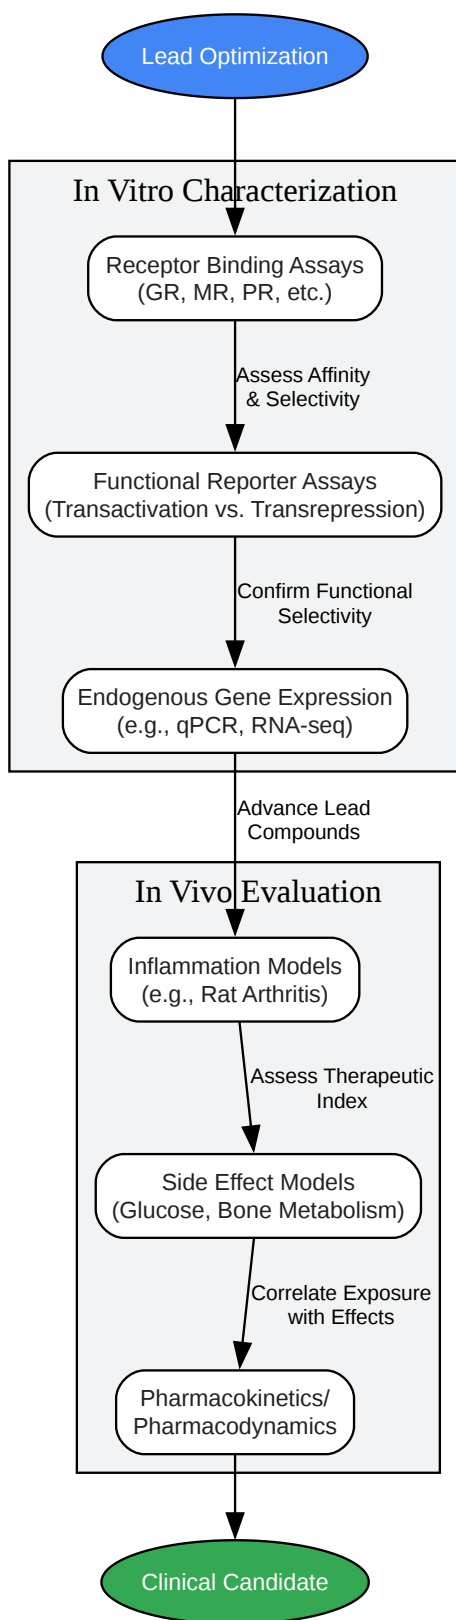 Lead Optimization
In Vitro Characterization
Receptor Binding Assays
(GR, MR, PR, etc.)
Assess Affinity
& Selectivity
Functional Reporter Assays
(Transactivation vs. Transrepression)
Confirm Functional
Selectivity
Endogenous Gene Expression
(e.g., qPCR, RNA-seq)
Advance Lead
Compounds
In Vivo Evaluation
Inflammation Models
(e.g., Rat Arthritis)
Assess Therapeutic
Index
Side Effect Models
(Glucose, Bone Metabolism)
Correlate Exposure
with Effects
Pharmacokinetics/
Pharmacodynamics
Clinical Candidate